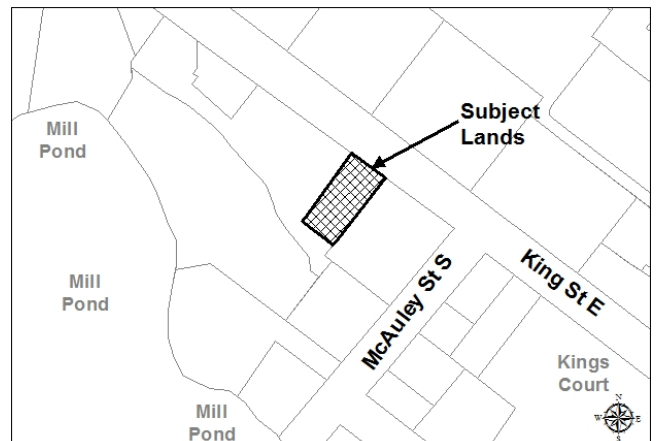 Subject
Lands
Mill
Pond
Mill
Pond
King St E
McAuley St S
Kings
Court
Mill
Pond
N
W
E
S